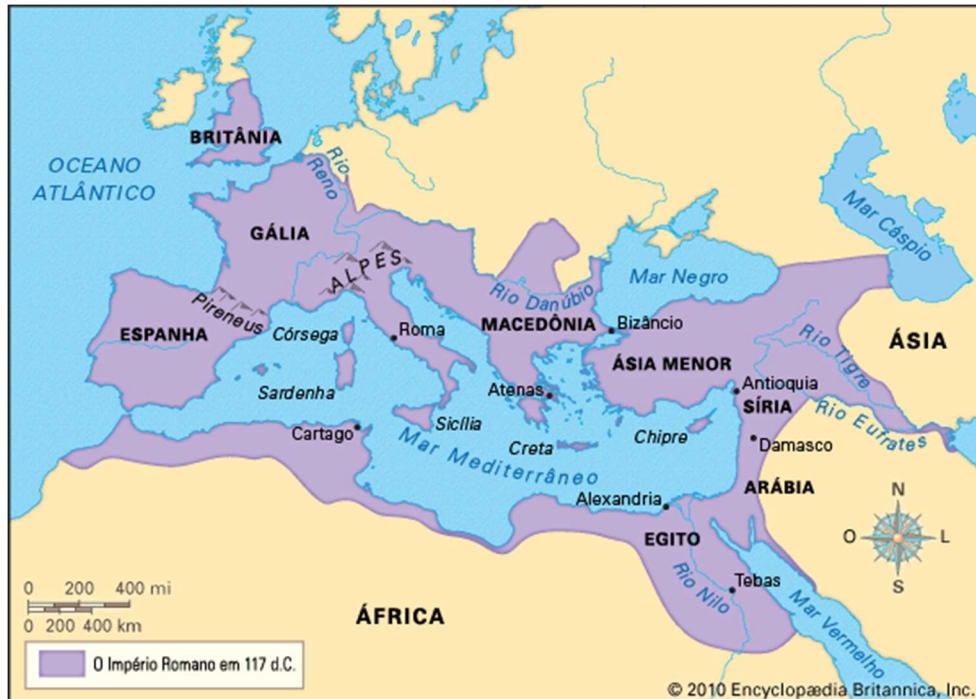 BRITÂNIA
OCEANO
ATLÂNTICO
Rio
Reno
GÁLIA
ALPES
Mar Cáspio
Mar Negro
Rio Danúbio
Pireneus
ESPANHA
Córsega
Roma
MACEDÔNIA
Bizâncio
ÁSIA
ÁSIA MENOR
Rio Tigre
Sardenha
Atenas
Antioquia
SÍRIA
Rio Eufrates
Cartago
Sicília
Creta
Chipre
Damasco
Mar Mediterrâneo
Alexandria
ARÁBIA
EGITO
N
O
L
S
Rio Nilo
Tebas
Mar Vermelho
ÁFRICA
0 200 400 mi
0 200 400 km
O Império Romano em 117 d.C.
© 2010 Encyclopædia Britannica, Inc.